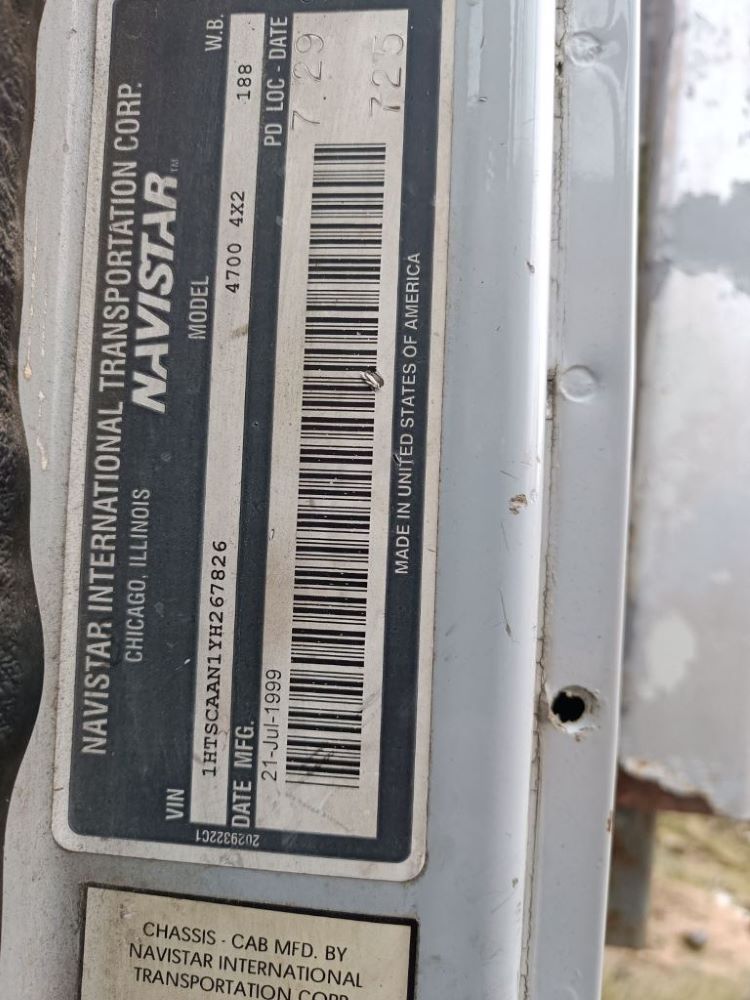 NAVISTAR INTERNATIONAL TRANSPORTATION CORP.
CHICAGO, ILLINOIS
NAVISTAR™
VIN MODEL W.B.
1HTSCAAN1YH267826 4700 4X2 188
DATE MFG. PD LOC - DATE
21-Jul-1999 7 29
725
MADE IN UNITED STATES OF AMERICA
2029322C1
CHASSIS - CAB MFD. BY
NAVISTAR INTERNATIONAL
TRANSPORTATION CORP